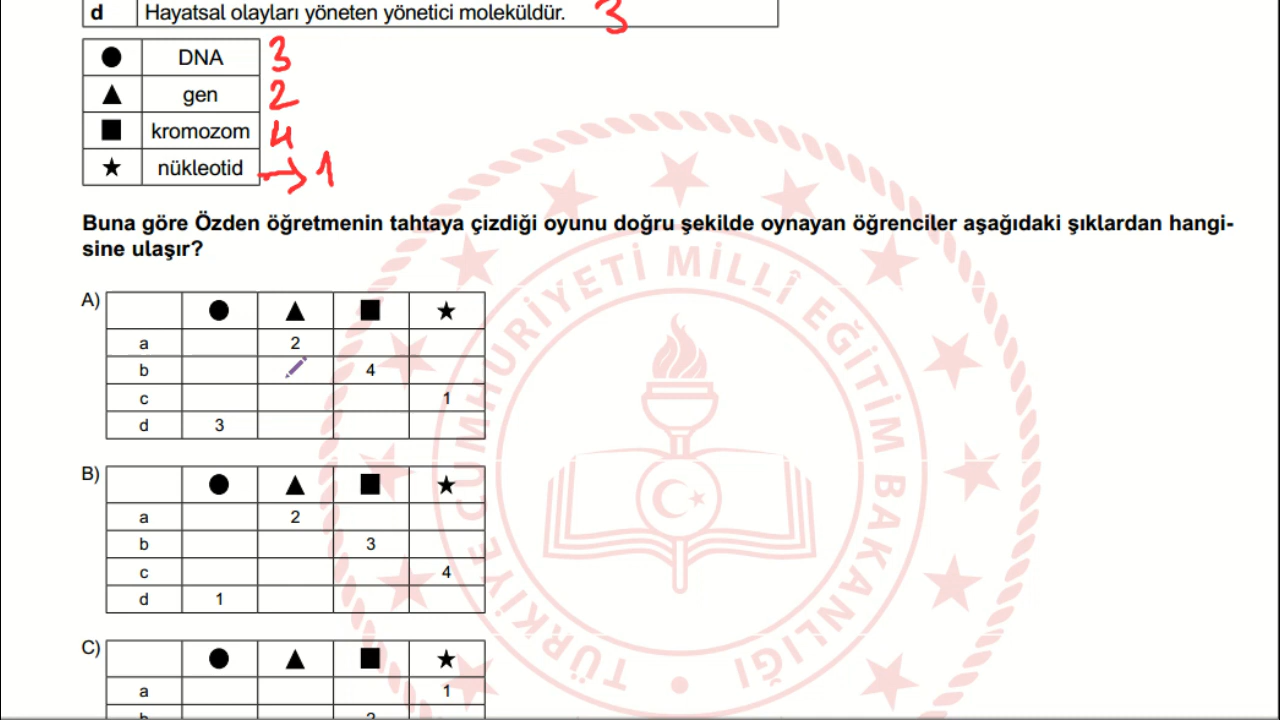 d Hayatsal olayları yöneten yönetici moleküldür. 3
● DNA 3
▲ gen 2
■ kromozom 4
★ nükleotid → 1
Buna göre Özden öğretmenin tahtaya çizdiği oyunu doğru şekilde oynayan öğrenciler aşağıdaki şıklardan hangi-
sine ulaşır?
A) ● ▲ ■ ★
a 2
b 4
c 1
d 3
B) ● ▲ ■ ★
a 2
b 3
c 4
d 1
C) ● ▲ ■ ★
a 1
b 2
TÜRKİYE CUMHURİYETİ MİLLÎ EĞİTİM BAKANLIĞI